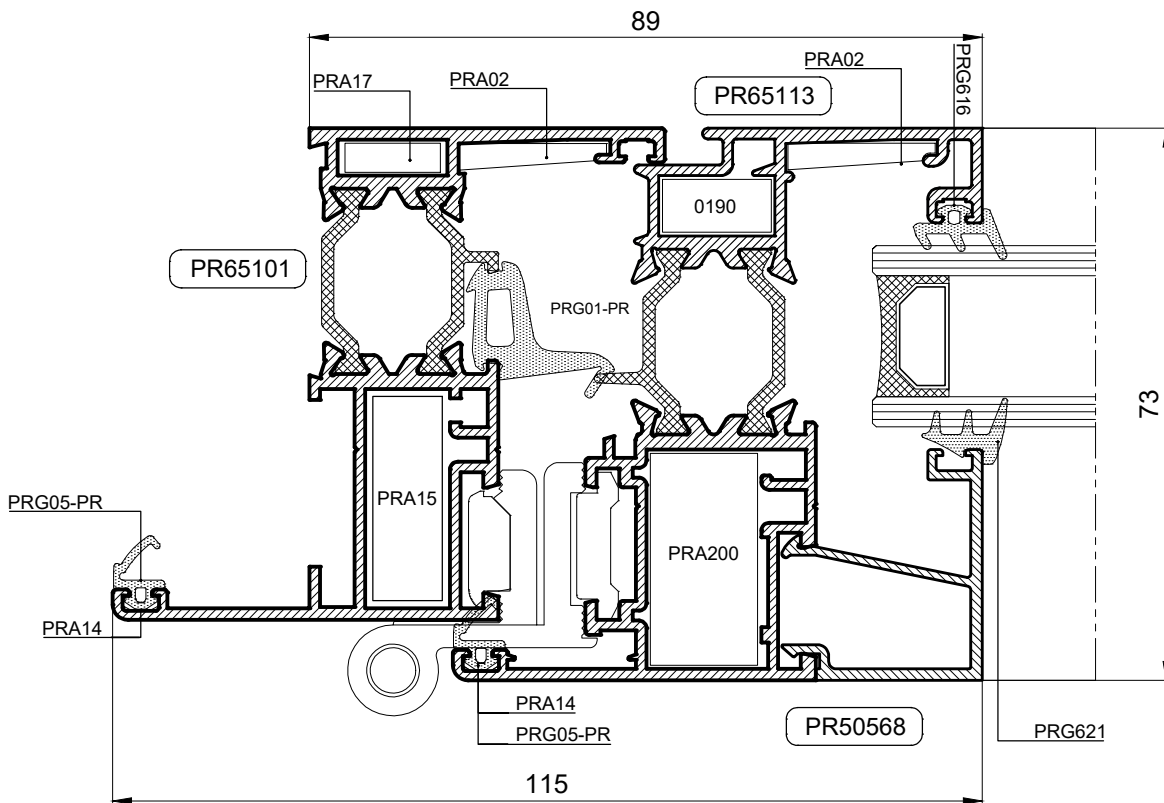 89
PRA17
PRA02
PR65113
PRA02
PRG616
0190
PR65101
PRG01-PR
73
PRA15
PRG05-PR
PRA200
PRA14
PRA14
PRG05-PR
PR50568
PRG621
115